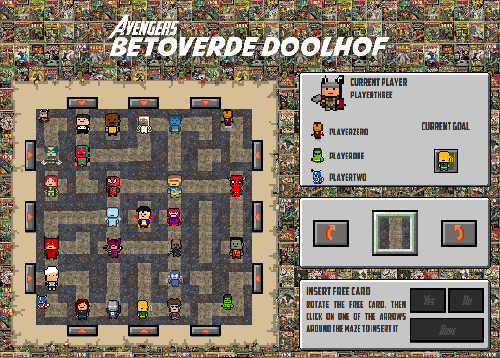 AVENGERS
BETOVERDE DOOLHOF
CURRENT PLAYER
PLAYERTHREE
PLAYERZERO
CURRENT GOAL
PLAYERONE
PLAYERTWO
INSERT FREE CARD
ROTATE THE FREE CARD, THEN
CLICK ON ONE OF THE ARROWS
AROUND THE MAZE TO INSERT IT
YES
NO
DONE